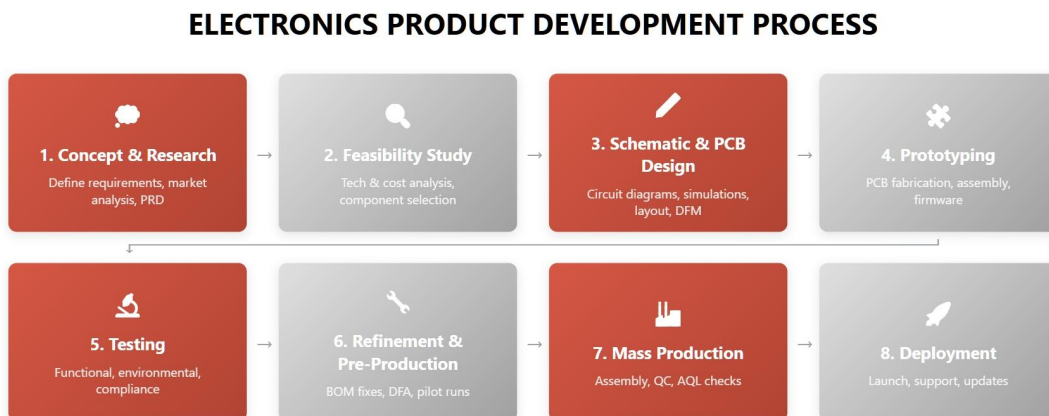 ELECTRONICS PRODUCT DEVELOPMENT PROCESS
1. Concept & Research
Define requirements, market
analysis, PRD
2. Feasibility Study
Tech & cost analysis,
component selection
3. Schematic & PCB
Design
Circuit diagrams, simulations,
layout, DFM
4. Prototyping
PCB fabrication, assembly,
firmware
5. Testing
Functional, environmental,
compliance
6. Refinement &
Pre-Production
BOM fixes, DFA, pilot runs
7. Mass Production
Assembly, QC, AQL checks
8. Deployment
Launch, support, updates